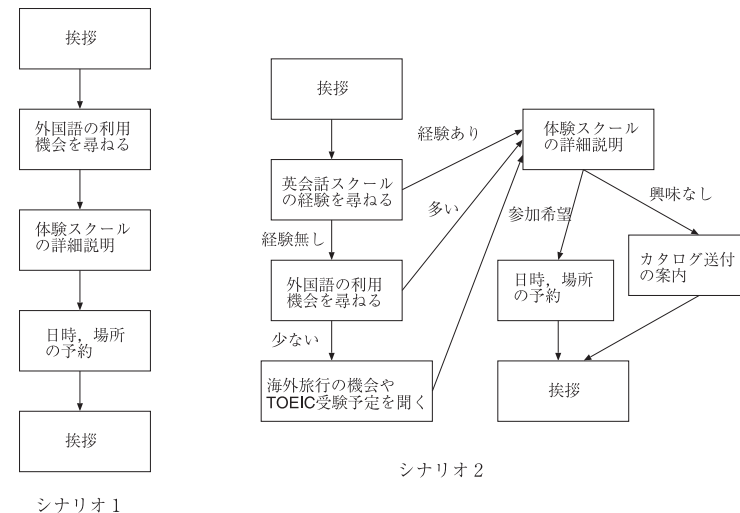 挨拶
外国語の利用
機会を尋ねる
体験スクール
の詳細説明
日時，場所
の予約
挨拶
シナリオ1
挨拶
英会話スクール
の経験を尋ねる
経験あり
経験無し
外国語の利用
機会を尋ねる
多い
少ない
海外旅行の機会や
TOEIC受験予定を聞く
体験スクール
の詳細説明
参加希望
興味なし
日時，場所
の予約
カタログ送付
の案内
挨拶
シナリオ2